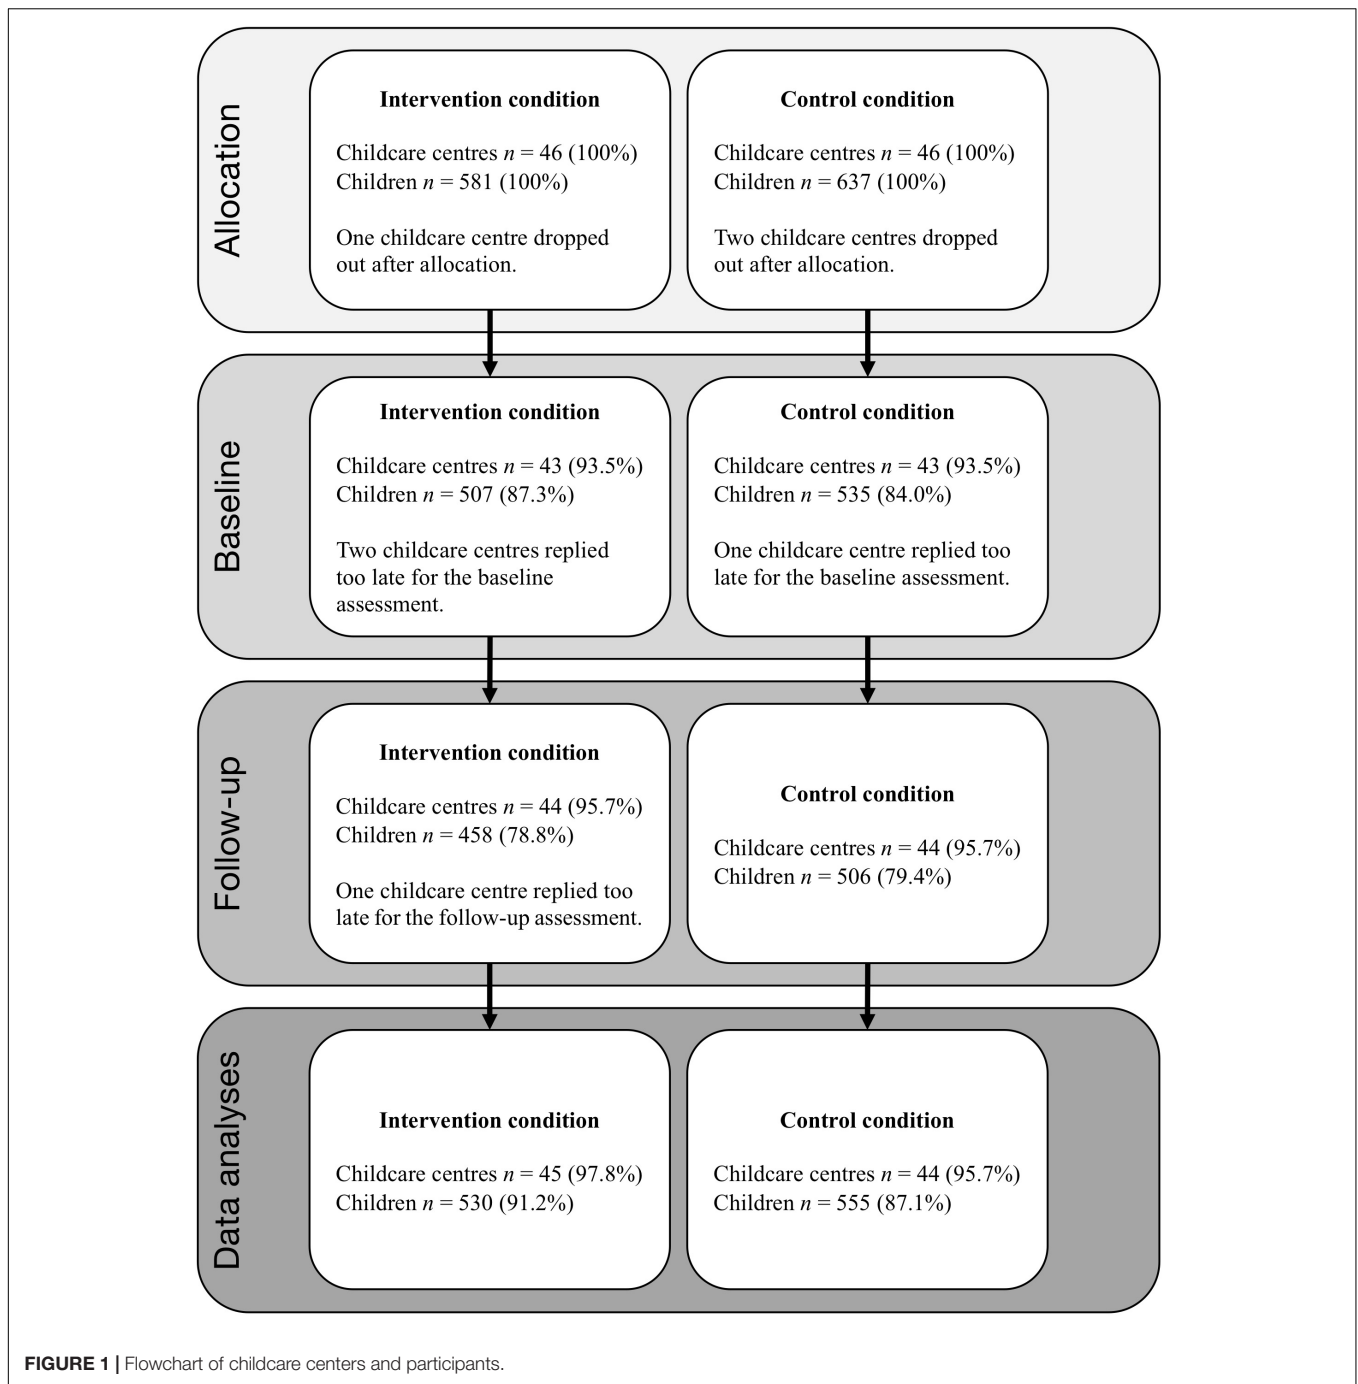 Allocation
Intervention condition
Childcare centres n = 46 (100%)
Children n = 581 (100%)
One childcare centre dropped
out after allocation.
Control condition
Childcare centres n = 46 (100%)
Children n = 637 (100%)
Two childcare centres dropped
out after allocation.
Baseline
Intervention condition
Childcare centres n = 43 (93.5%)
Children n = 507 (87.3%)
Two childcare centres replied
too late for the baseline
assessment.
Control condition
Childcare centres n = 43 (93.5%)
Children n = 535 (84.0%)
One childcare centre replied too
late for the baseline assessment.
Follow-up
Intervention condition
Childcare centres n = 44 (95.7%)
Children n = 458 (78.8%)
One childcare centre replied too
late for the follow-up assessment.
Control condition
Childcare centres n = 44 (95.7%)
Children n = 506 (79.4%)
Data analyses
Intervention condition
Childcare centres n = 45 (97.8%)
Children n = 530 (91.2%)
Control condition
Childcare centres n = 44 (95.7%)
Children n = 555 (87.1%)
FIGURE 1 | Flowchart of childcare centers and participants.